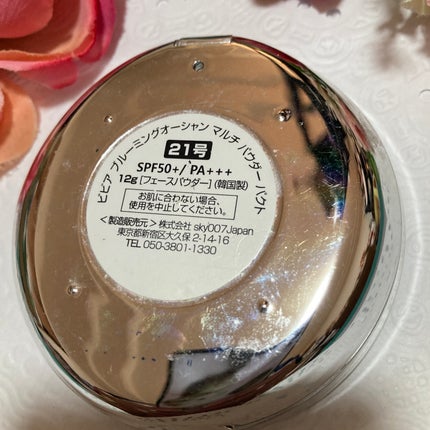 ビビア ブルーミングオーシャン マルチ パウダー パクト
21号
SPF50+/ PA+++
12g [フェースパウダー] (韓国製)
お肌に合わない場合、
使用を中止してください。
<製造販売元> 株式会社 sky007Japan
東京都新宿区大久保 2-14-16
TEL 050-3801-1330